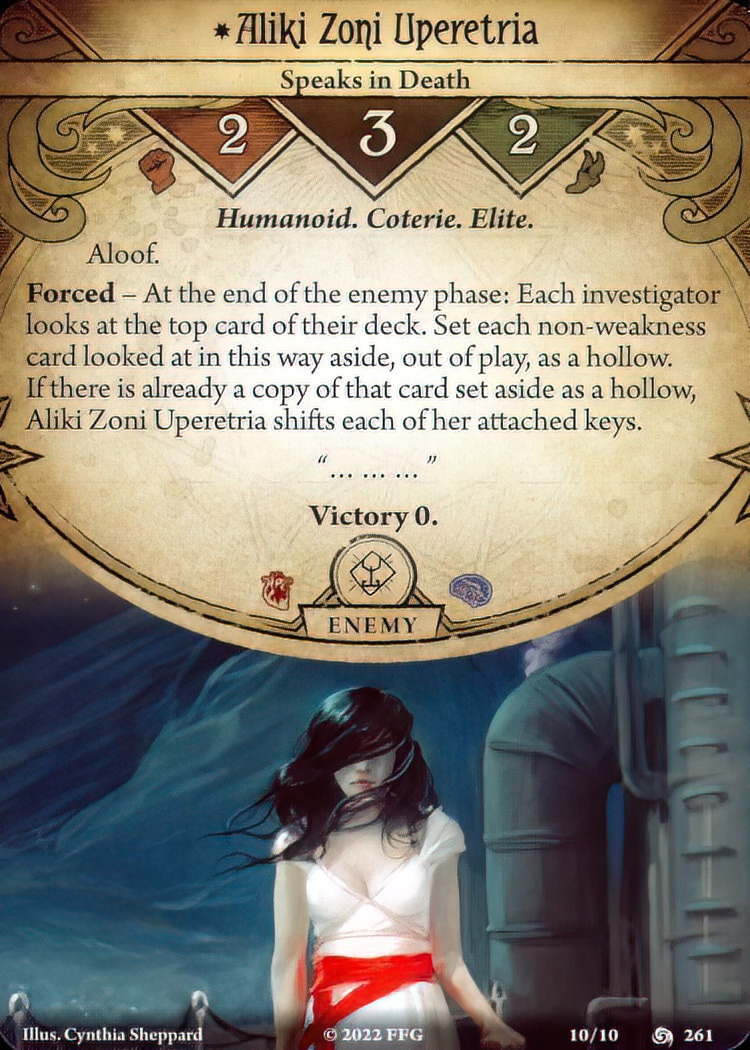 Aliki Zoni Uperetria
Speaks in Death
2 3 2
Humanoid. Coterie. Elite.
Aloof.
Forced – At the end of the enemy phase: Each investigator
looks at the top card of their deck. Set each non-weakness
card looked at in this way aside, out of play, as a hollow.
If there is already a copy of that card set aside as a hollow,
Aliki Zoni Uperetria shifts each of her attached keys.
“… … …”
Victory 0.
ENEMY
Illus. Cynthia Sheppard © 2022 FFG 10/10 261